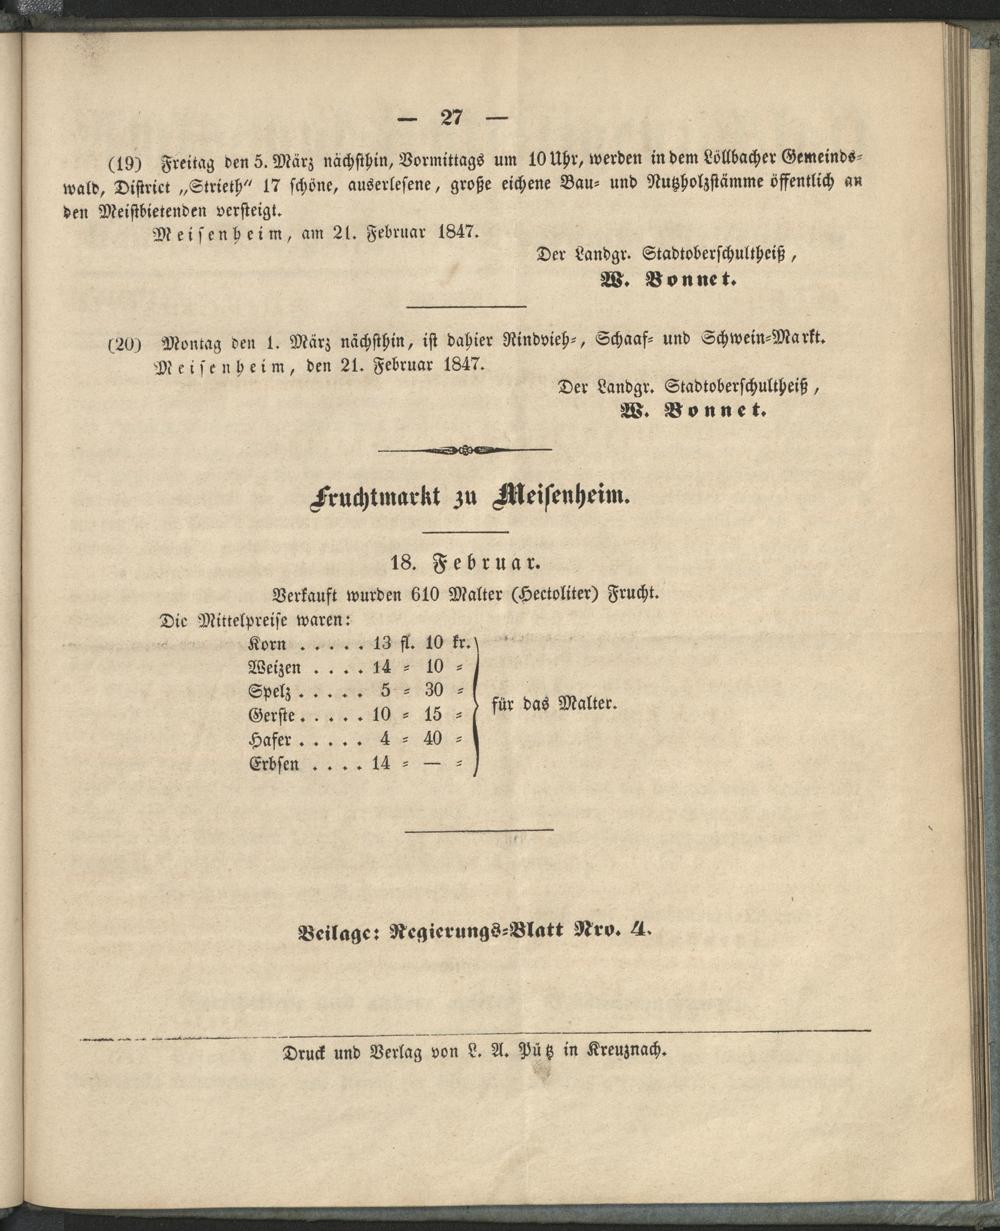 — 27 —
(19) Freitag den 5. März nächsthin, Vormittags um 10 Uhr, werden in dem Löllbacher Gemeinds-
wald, District „Strieth“ 17 schöne, auserlesene, große eichene Bau- und Nutzholzstämme öffentlich an
den Meistbietenden versteigt.
Meisenheim, am 21. Februar 1847.
Der Landgr. Stadtoberschultheiß,
W. Bonnet.
(20) Montag den 1. März nächsthin, ist dahier Rindvieh-, Schaaf- und Schwein-Markt.
Meisenheim, den 21. Februar 1847.
Der Landgr. Stadtoberschultheiß,
W. Bonnet.
Fruchtmarkt zu Meisenheim.
18. Februar.
Verkauft wurden 610 Malter (Hectoliter) Frucht.
Die Mittelpreise waren:
Korn . . . . . 13 fl. 10 kr.
Weizen . . . . 14 = 10 =
Spelz . . . . . 5 = 30 =
für das Malter.
Gerste . . . . . 10 = 15 =
Hafer . . . . . 4 = 40 =
Erbsen . . . . 14 = — =
Beilage: Regierungs-Blatt Nro. 4.
Druck und Verlag von L. A. Pütz in Kreuznach.